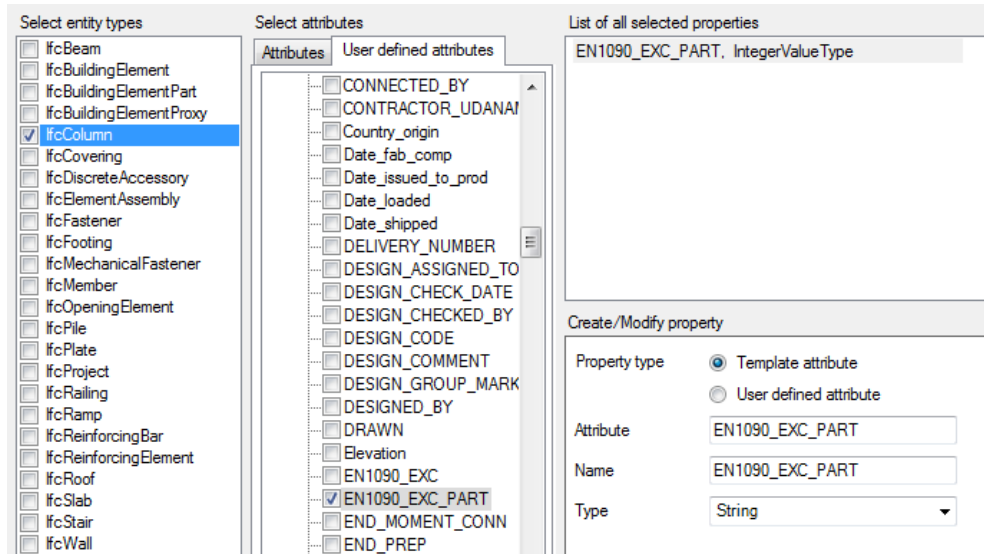 Select entity types
IfcBeam
IfcBuildingElement
IfcBuildingElementPart
IfcBuildingElementProxy
IfcColumn
IfcCovering
IfcDiscreteAccessory
IfcElementAssembly
IfcFastener
IfcFooting
IfcMechanicalFastener
IfcMember
IfcOpeningElement
IfcPile
IfcPlate
IfcProject
IfcRailing
IfcRamp
IfcReinforcingBar
IfcReinforcingElement
IfcRoof
IfcSlab
IfcStair
IfcWall
Select attributes
Attributes
User defined attributes
CONNECTED_BY
CONTRACTOR_UDANA
Country_origin
Date_fab_comp
Date_issued_to_prod
Date_loaded
Date_shipped
DELIVERY_NUMBER
DESIGN_ASSIGNED_TO
DESIGN_CHECK_DATE
DESIGN_CHECKED_BY
DESIGN_CODE
DESIGN_COMMENT
DESIGN_GROUP_MARK
DESIGNED_BY
DRAWN
Elevation
EN1090_EXC
EN1090_EXC_PART
END_MOMENT_CONN
END_PREP
List of all selected properties
EN1090_EXC_PART, IntegerValueType
Create/Modify property
Property type
Template attribute
User defined attribute
Attribute EN1090_EXC_PART
Name EN1090_EXC_PART
Type String